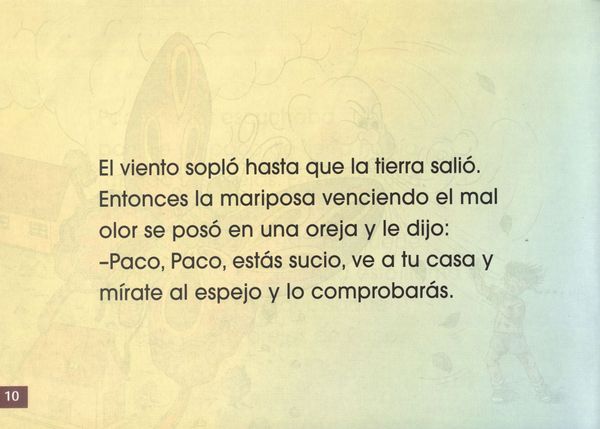 El viento sopló hasta que la tierra salió.
Entonces la mariposa venciendo el mal
olor se posó en una oreja y le dijo:
–Paco, Paco, estás sucio, ve a tu casa y
mírate al espejo y lo comprobarás.
10